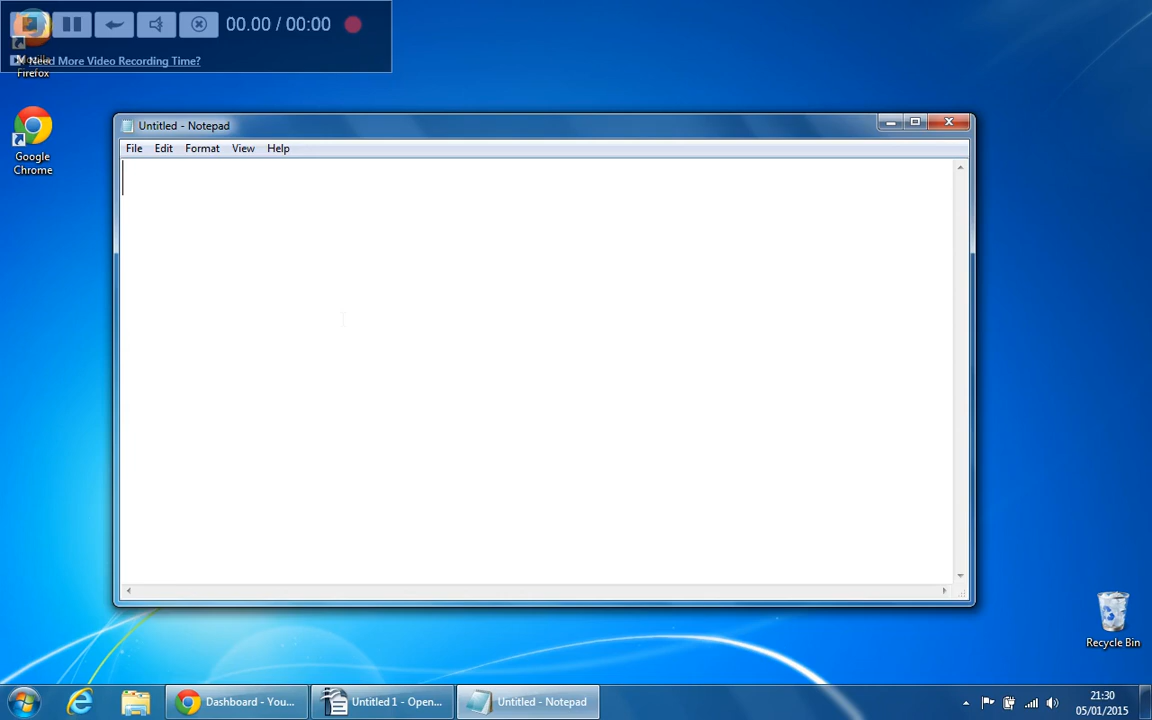 00.00 / 00:00
Need More Video Recording Time?
Firefox
Google
Chrome
Untitled - Notepad
File Edit Format View Help
Recycle Bin
Dashboard - You...
Untitled 1 - Open...
Untitled - Notepad
21:30
05/01/2015